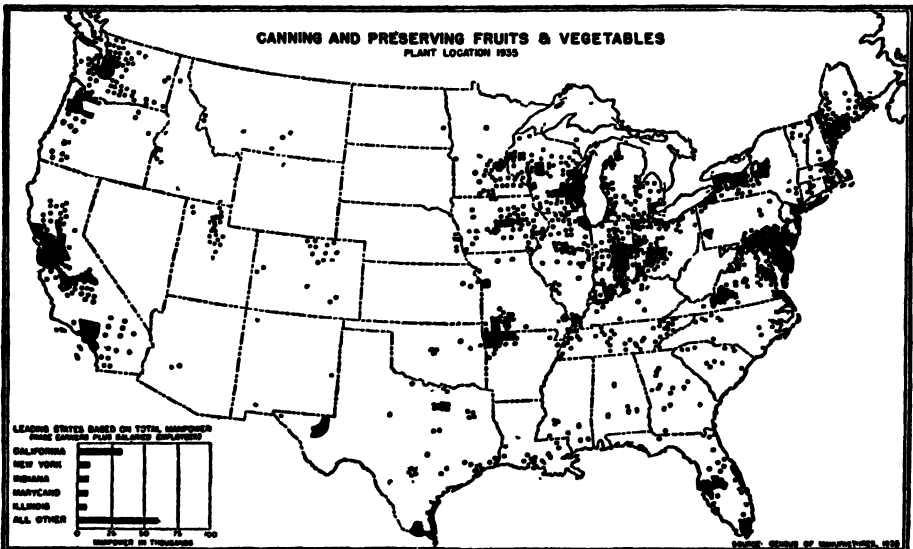 CANNING AND PRESERVING FRUITS & VEGETABLES
PLANT LOCATION 1935
LEADING STATES BASED ON TOTAL MANPOWER
(WAGE EARNERS PLUS SALARIED EMPLOYEES)
CALIFORNIA
NEW YORK
INDIANA
MARYLAND
ILLINOIS
ALL OTHER
0 25 50 75 100
MANPOWER IN THOUSANDS
SOURCE: CENSUS OF MANUFACTURES, 1935